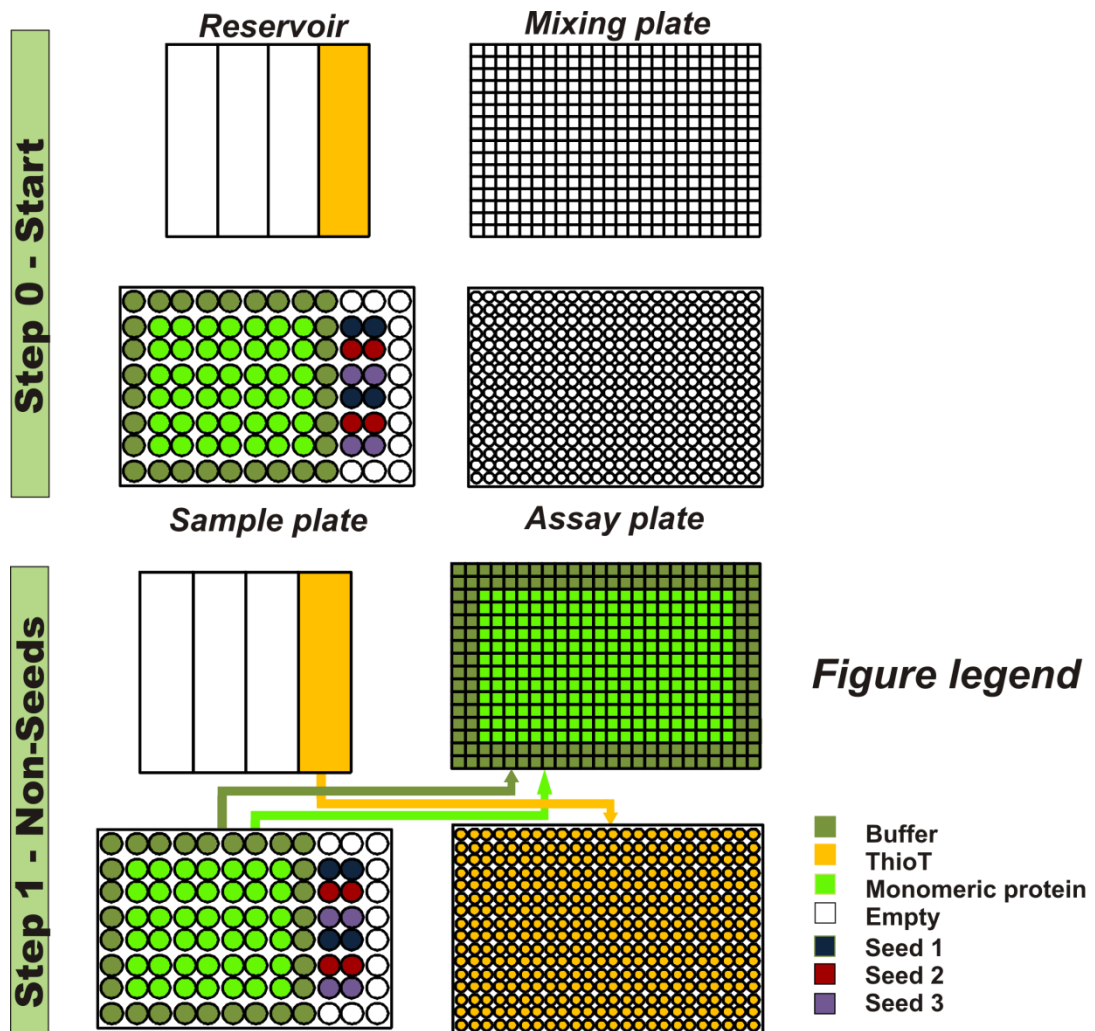 Step 0 - Start
Reservoir
Mixing plate
Sample plate
Assay plate
Step 1 - Non-Seeds
Figure legend
Buffer
ThioT
Monomeric protein
Empty
Seed 1
Seed 2
Seed 3